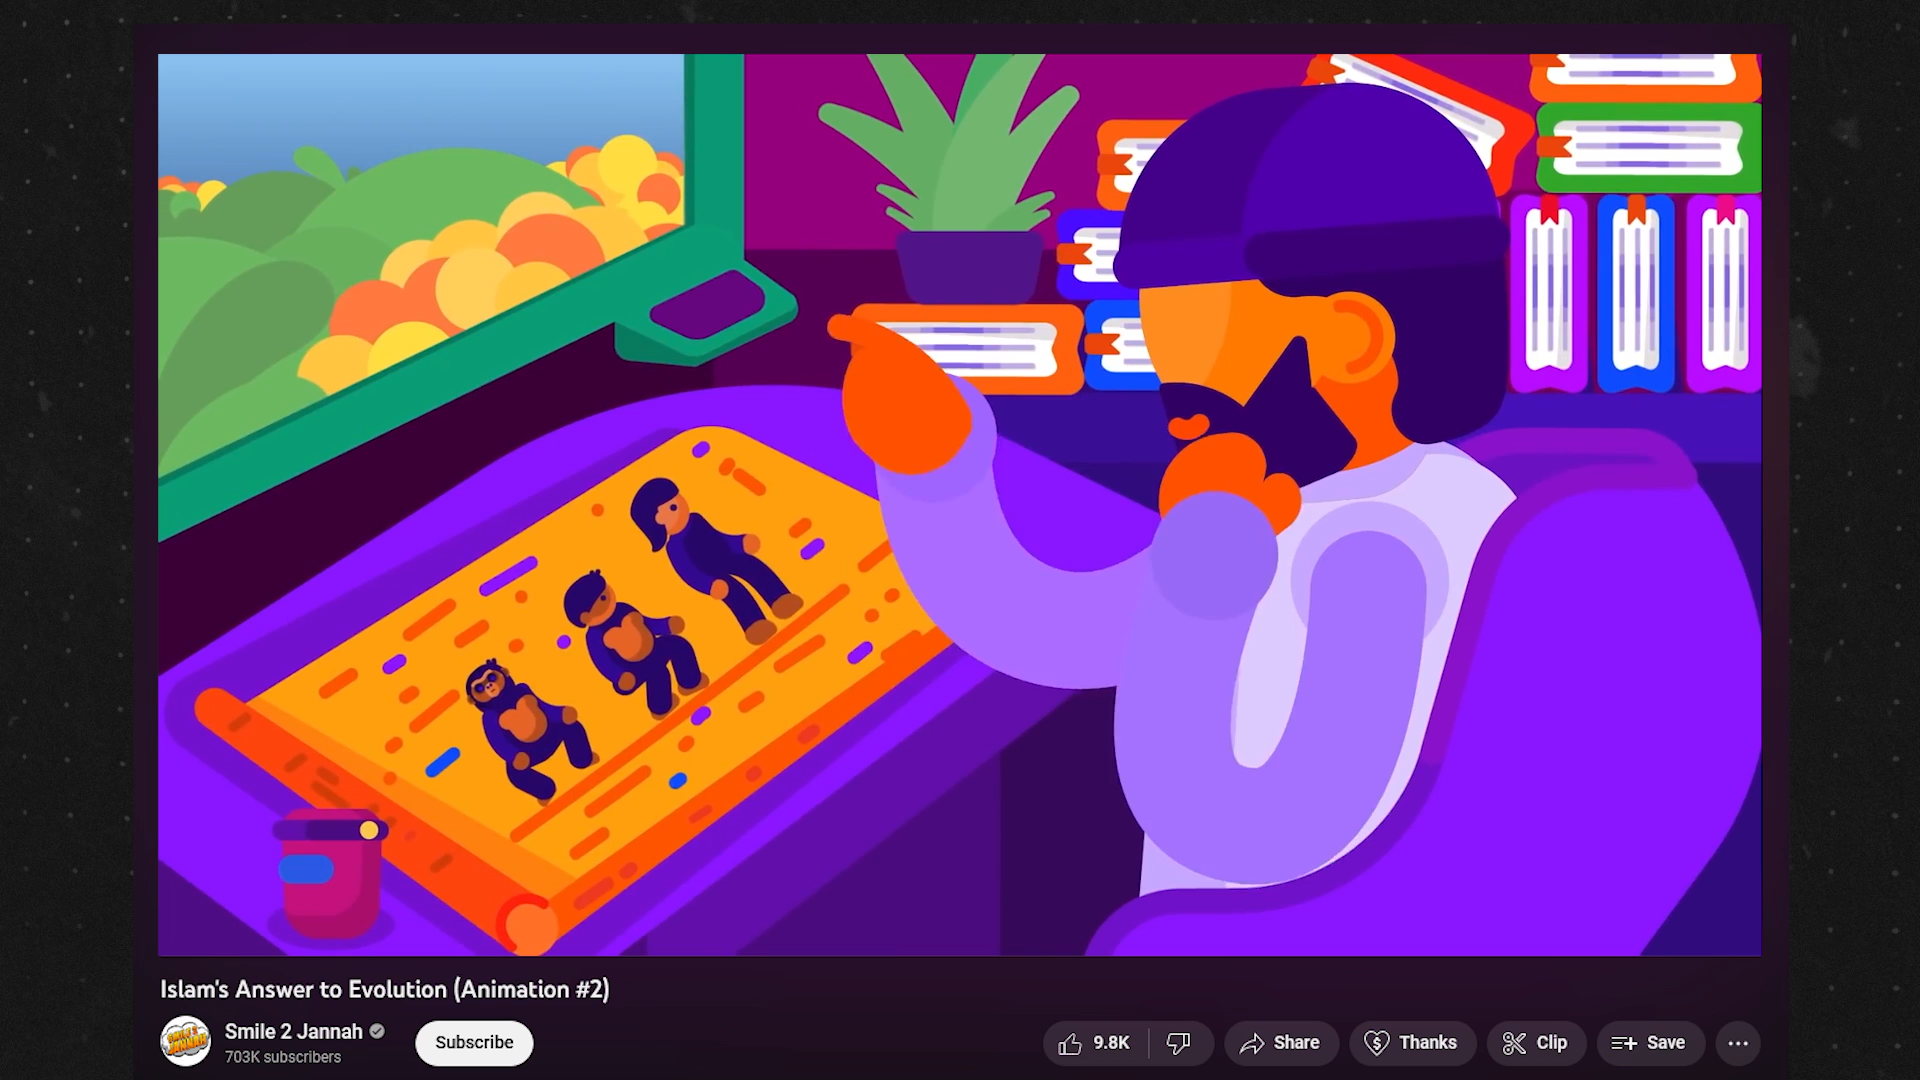 Islam's Answer to Evolution (Animation #2)
Smile 2 Jannah
703K subscribers
Subscribe
9.8K
Share
Thanks
Clip
Save